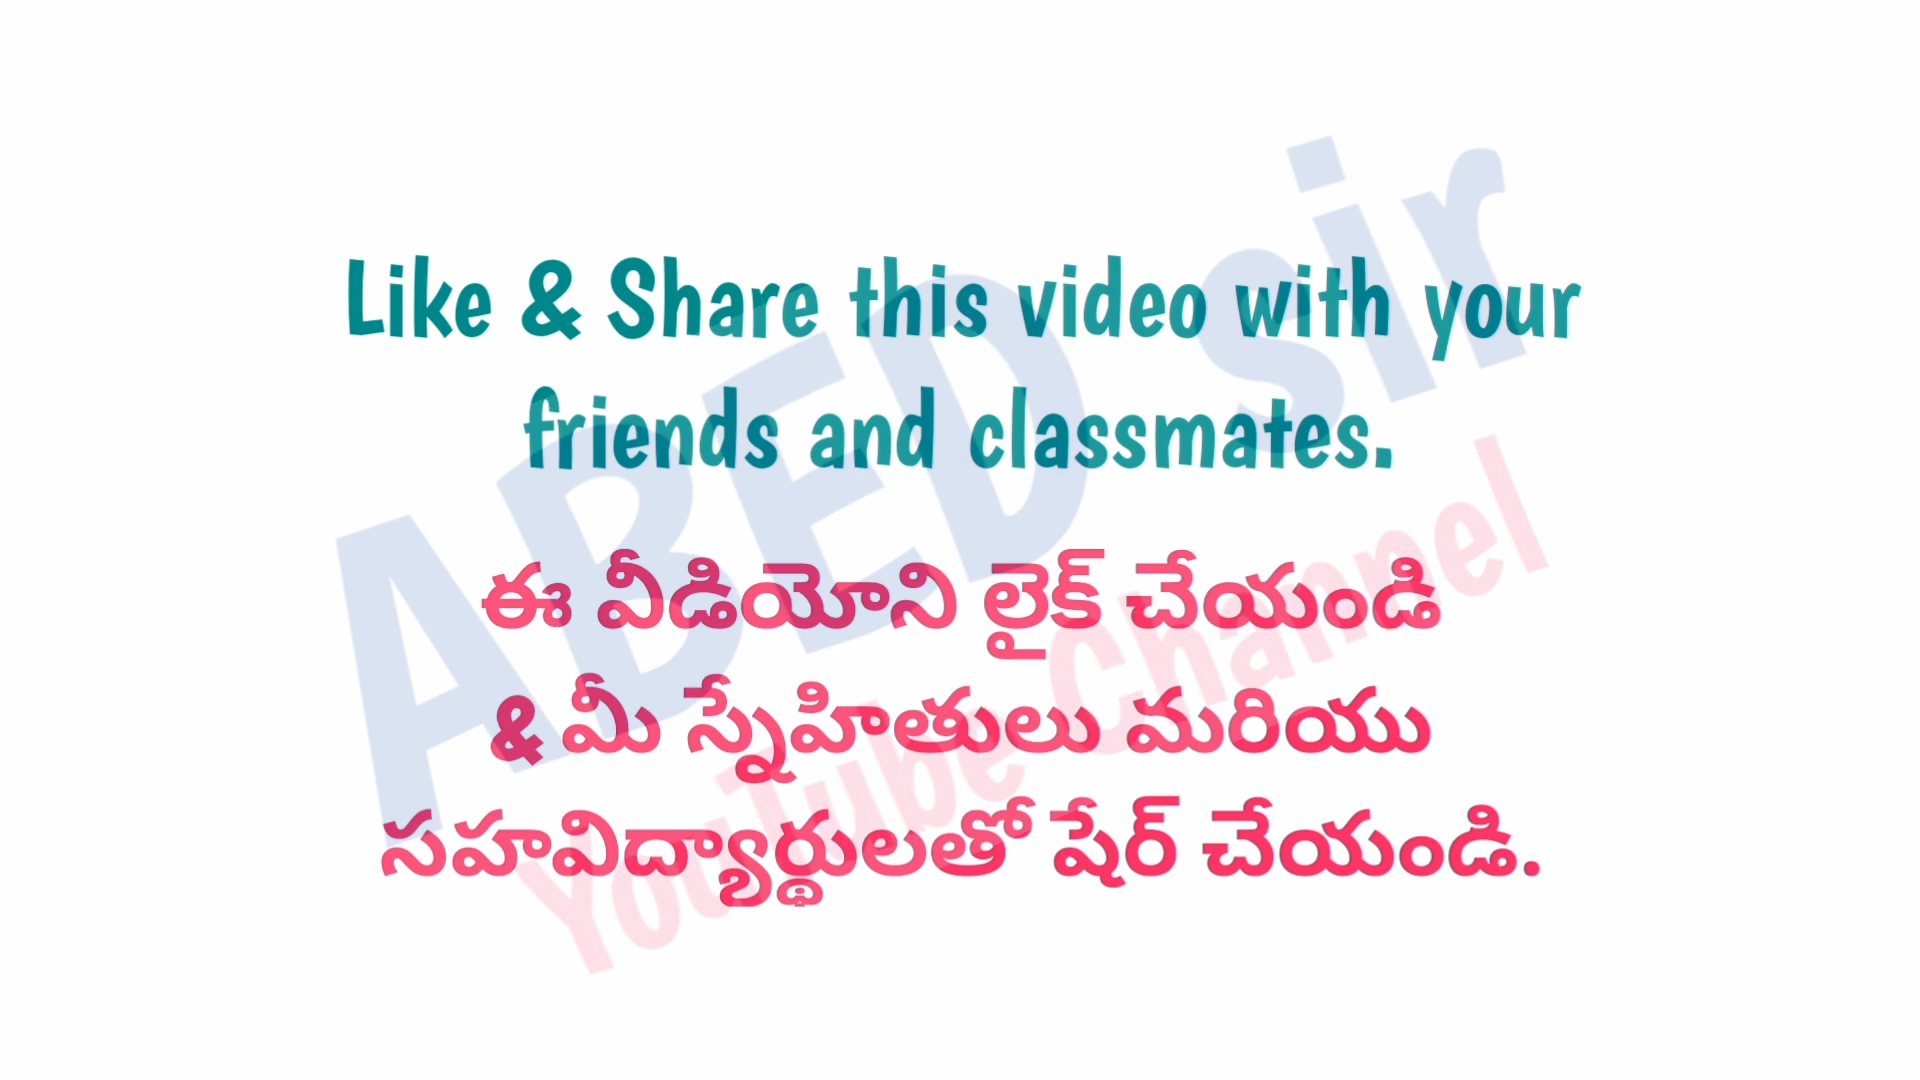 Like & Share this video with your
friends and classmates.
ఈ వీడియోని లైక్ చేయండి
& మీ స్నేహితులు మరియు
సహవిద్యార్థులతో షేర్ చేయండి.
ABED sir
YouTube Channel